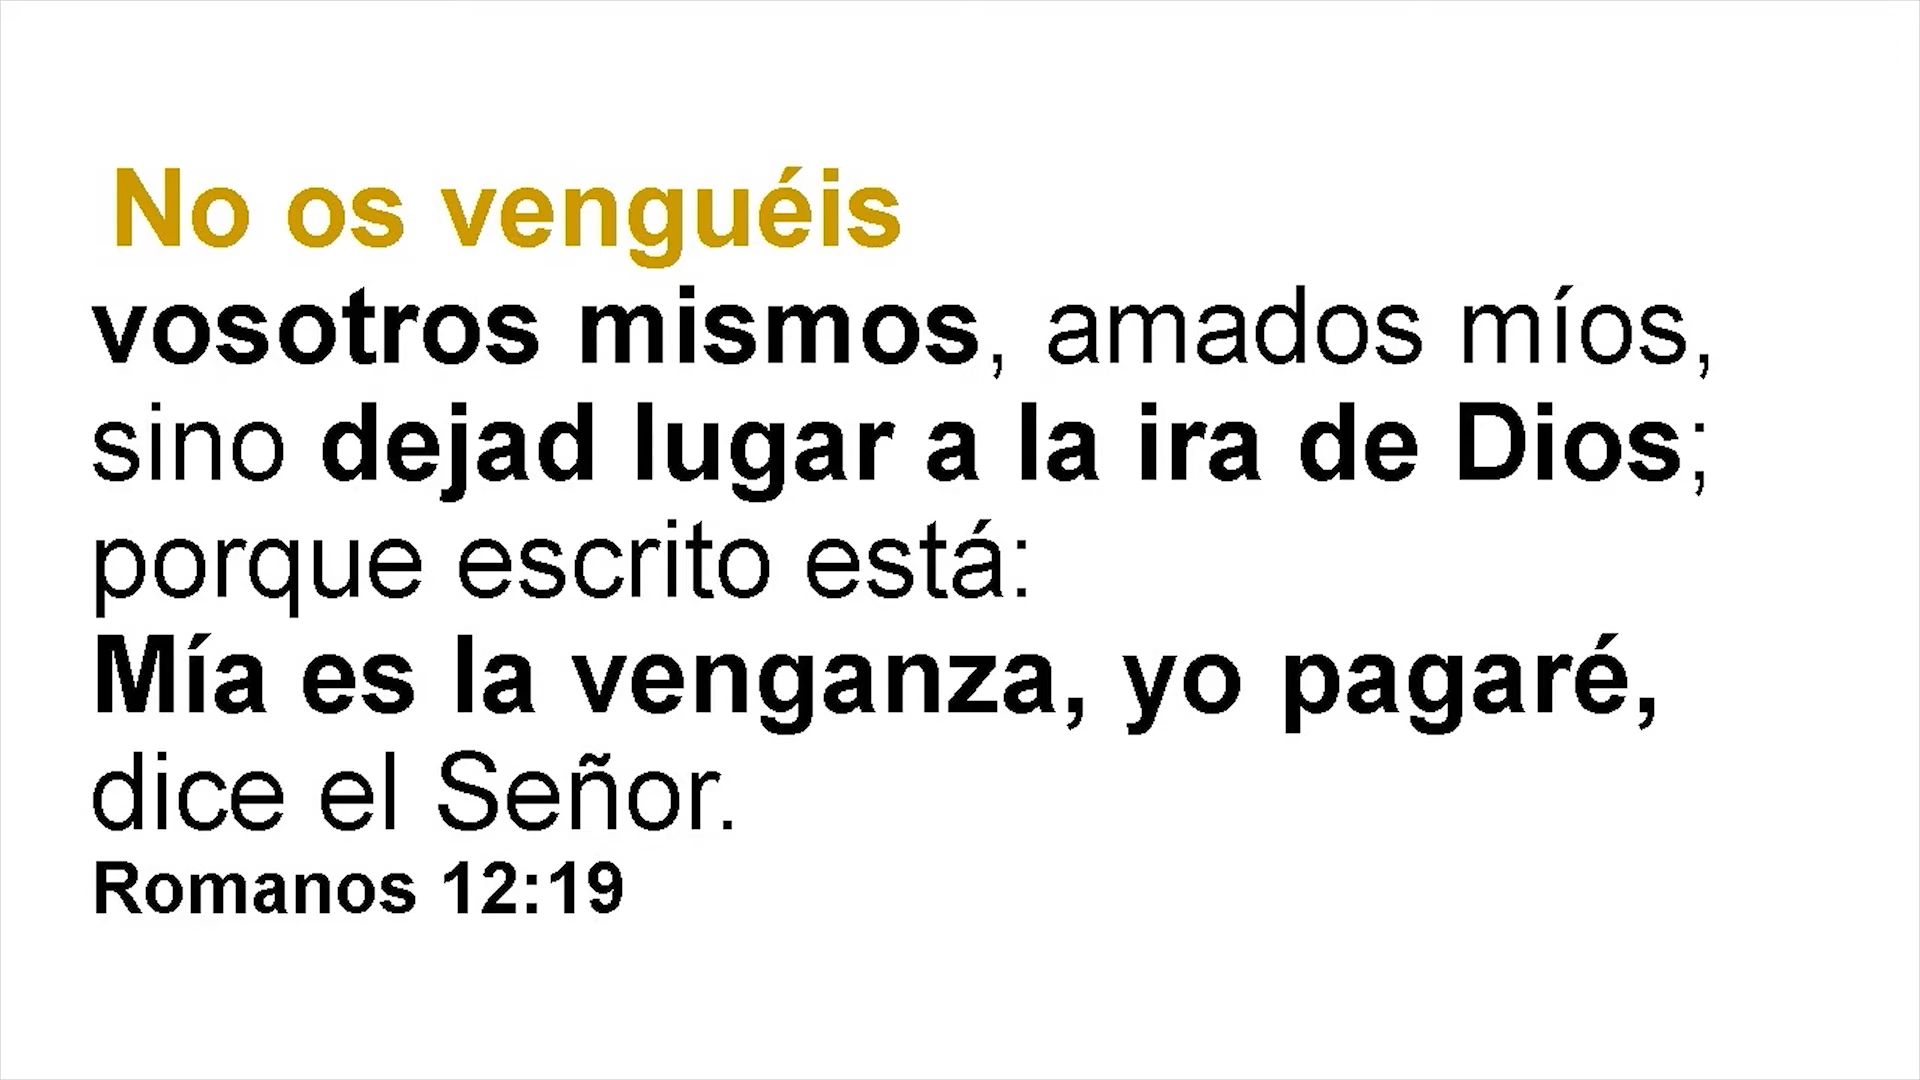 No os venguéis
vosotros mismos, amados míos,
sino dejad lugar a la ira de Dios;
porque escrito está:
Mía es la venganza, yo pagaré,
dice el Señor.
Romanos 12:19